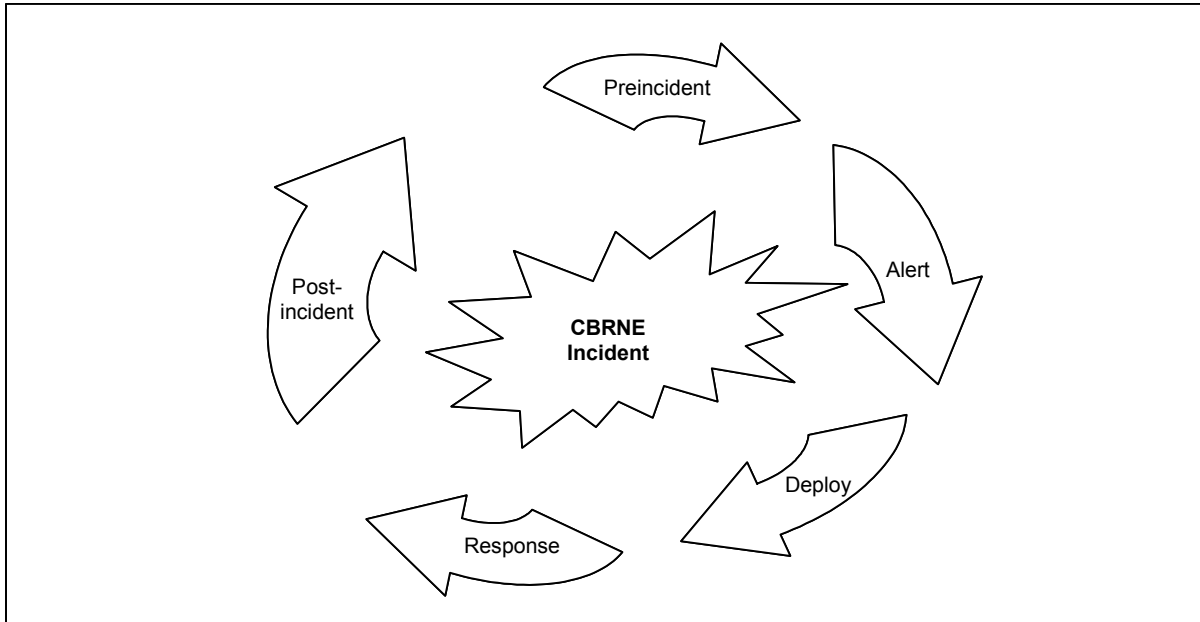 Preincident
Alert
Deploy
Response
Post-
incident
CBRNE
Incident